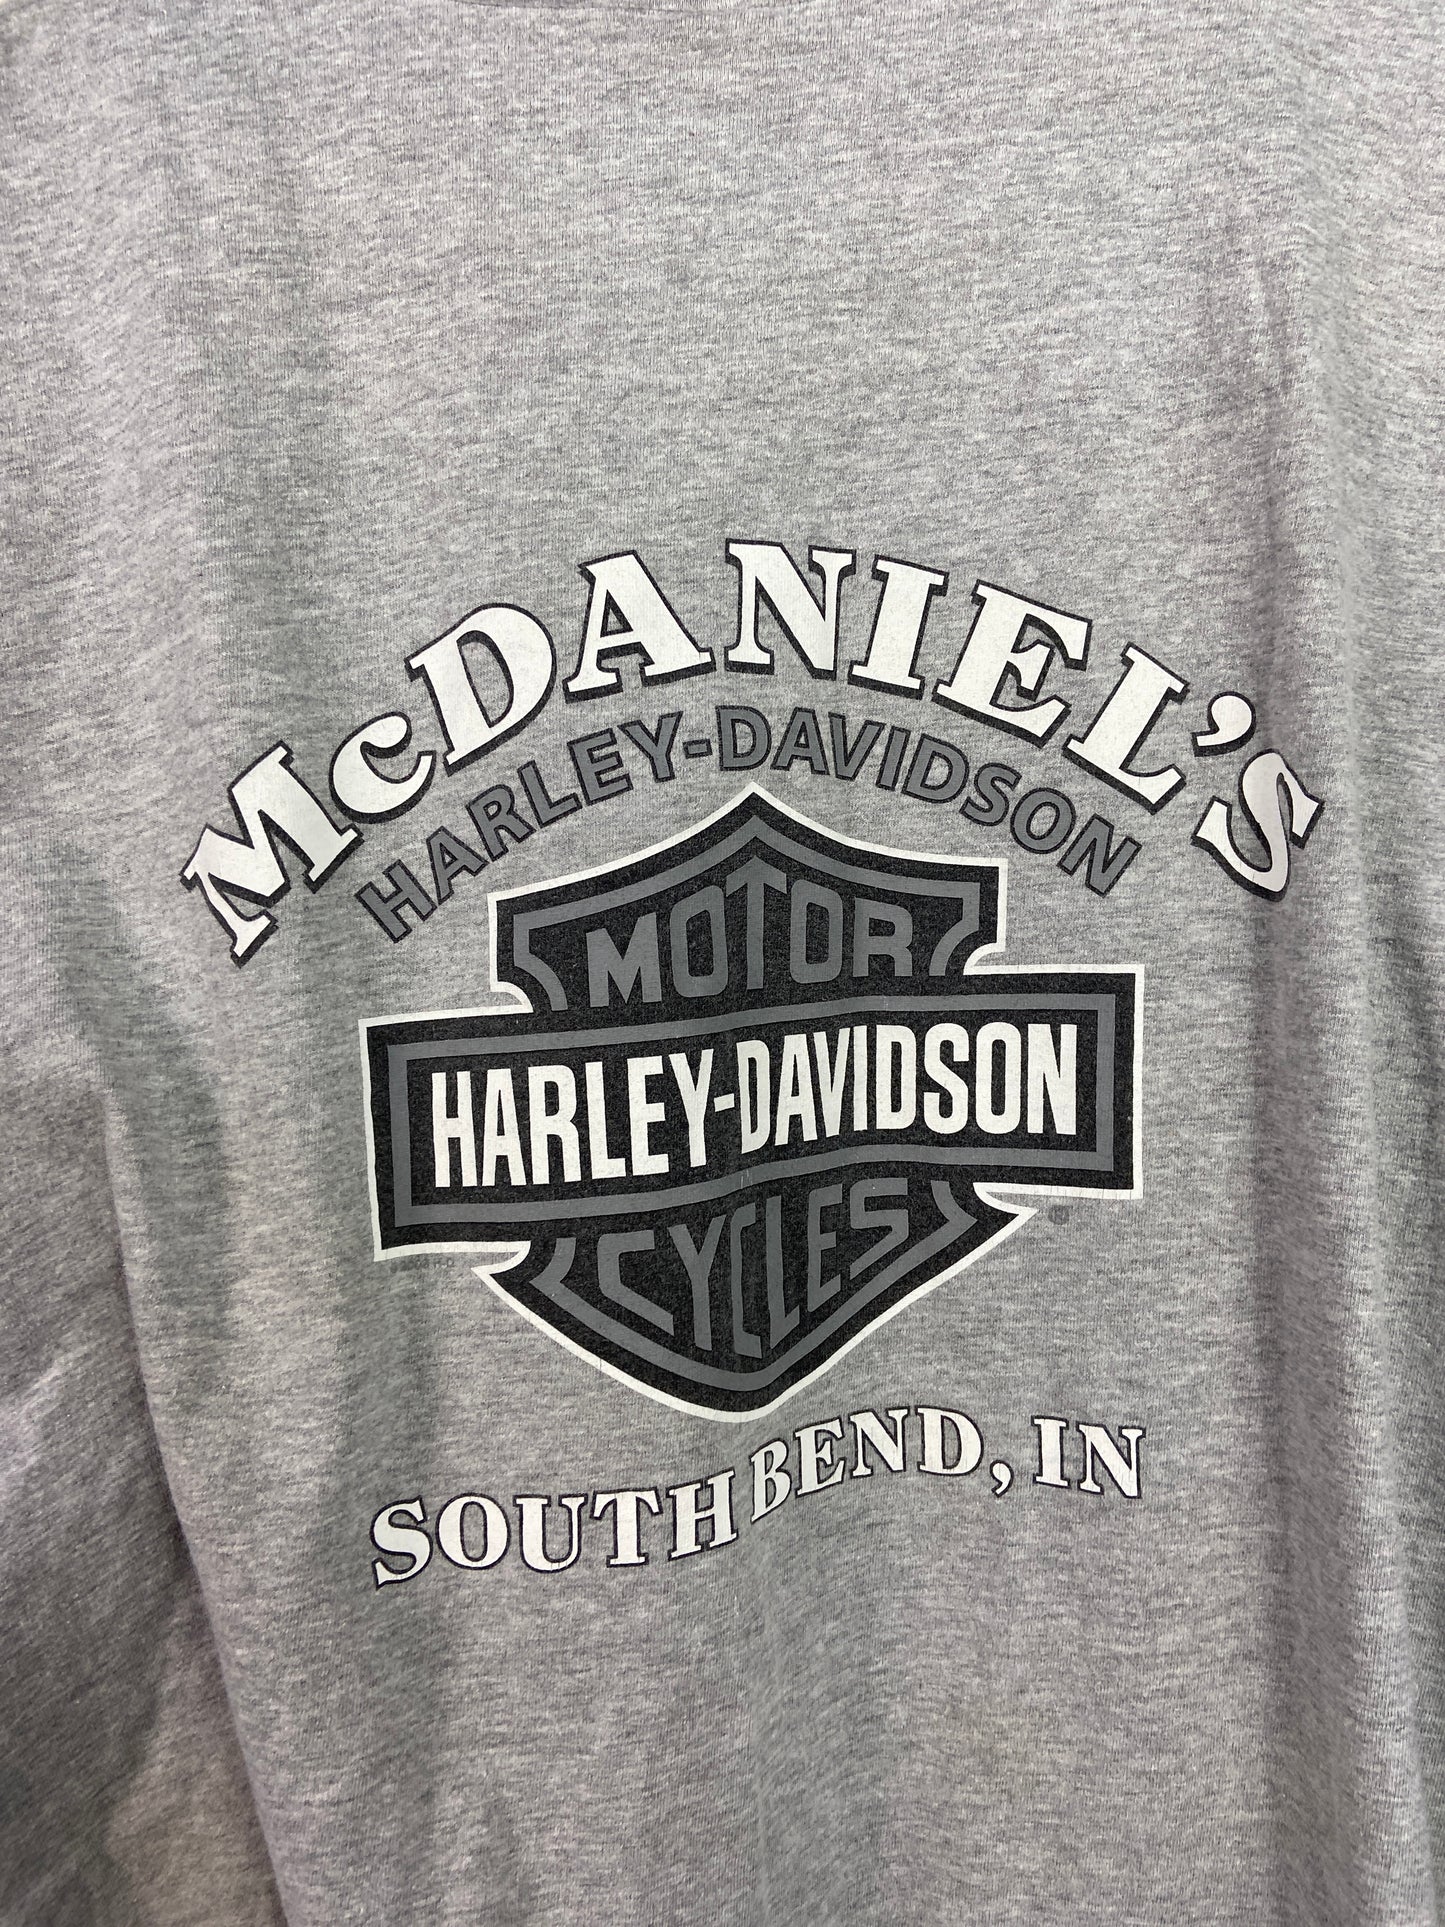 McDANIEL'S
HARLEY-DAVIDSON
MOTOR
HARLEY-DAVIDSON
CYCLES
®
H-D
SOUTH BEND, IN